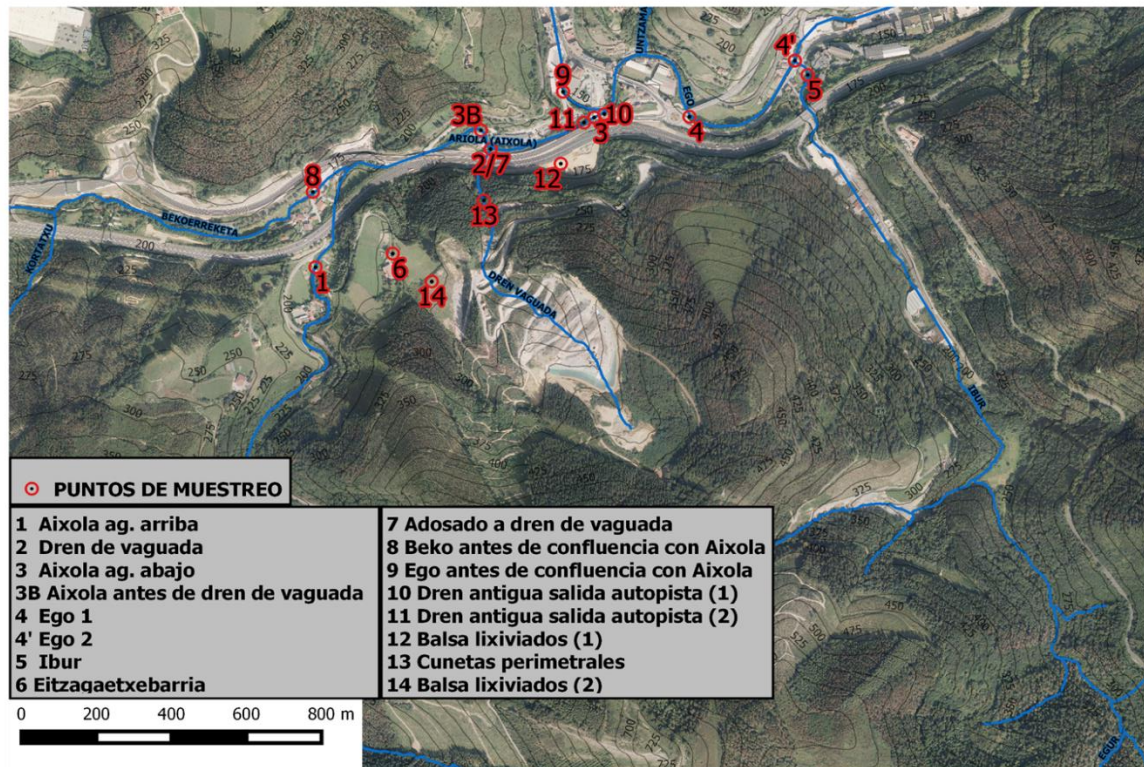 UNTZAMA
EGO
4'
5
9
10
11
3
4
3B
ARIOLA (AIXOLA)
2/7
12
8
BEKOERREKETA
KORTATXU
13
1
6
14
DREN VAGUADA
IBUR
EGUR
PUNTOS DE MUESTREO
1 Aixola ag. arriba
2 Dren de vaguada
3 Aixola ag. abajo
3B Aixola antes de dren de vaguada
4 Ego 1
4' Ego 2
5 Ibur
6 Eitzagaetxebarria
7 Adosado a dren de vaguada
8 Beko antes de confluencia con Aixola
9 Ego antes de confluencia con Aixola
10 Dren antigua salida autopista (1)
11 Dren antigua salida autopista (2)
12 Balsa lixiviados (1)
13 Cunetas perimetrales
14 Balsa lixiviados (2)
0 200 400 600 800 m